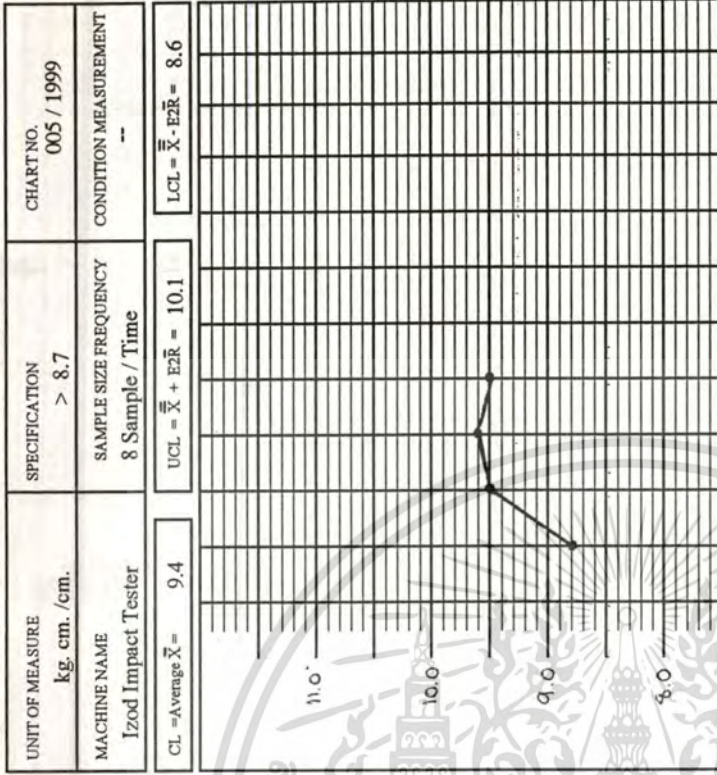 UNIT OF MEASURE
kg. cm. /cm.
SPECIFICATION
> 8.7
CHART NO.
005 / 1999
MACHINE NAME
Izod Impact Tester
SAMPLE SIZE FREQUENCY
8 Sample / Time
CONDITION MEASUREMENT
--
CL =Average X̿ = 9.4
UCL = X̿ + E2R̄ = 10.1
LCL = X̿ - E2R̄ = 8.6
11.0
10.0
9.0
8.0